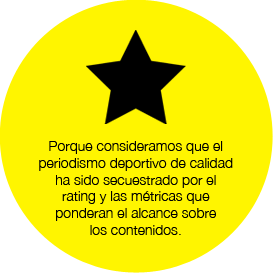 Porque consideramos que el
periodismo deportivo de calidad
ha sido secuestrado por el
rating y las métricas que
ponderan el alcance sobre
los contenidos.